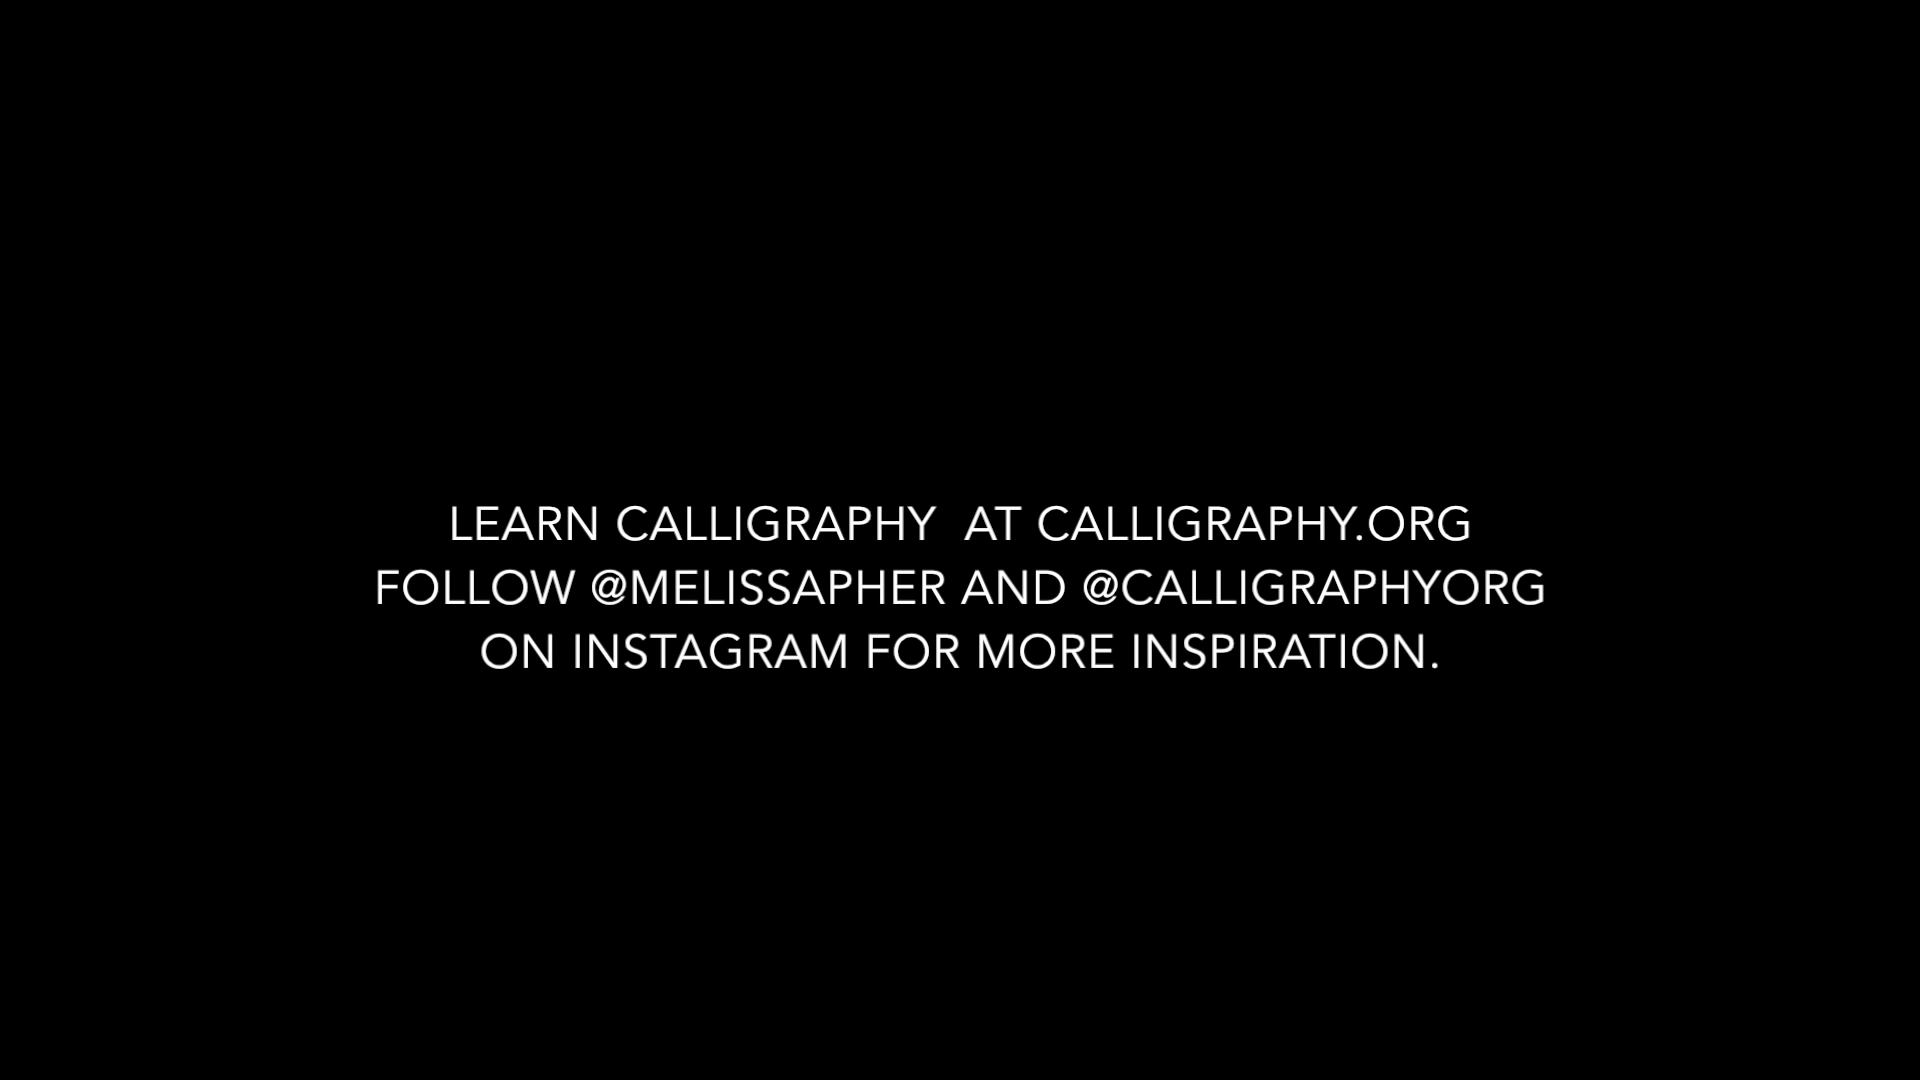 LEARN CALLIGRAPHY  AT CALLIGRAPHY.ORG
FOLLOW @MELISSAPHER AND @CALLIGRAPHYORG
ON INSTAGRAM FOR MORE INSPIRATION.